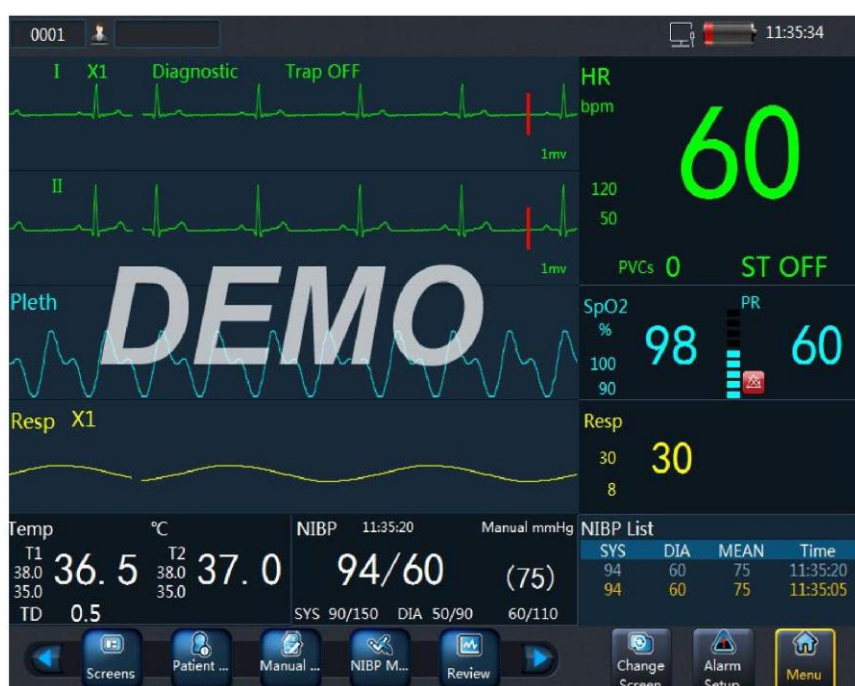 0001
11:35:34
I X1 Diagnostic Trap OFF
1mv
HR
bpm
60
120
50
PVCs 0 ST OFF
II
1mv
DEMO
Pleth
SpO2
%
98
100
90
PR
60
Resp X1
Resp
30
30
8
Temp ℃
T1
38.0
35.0
36. 5
T2
38.0
35.0
37. 0
TD 0.5
NIBP 11:35:20 Manual mmHg
94/60 (75)
SYS 90/150 DIA 50/90 60/110
NIBP List
SYS DIA MEAN Time
94 60 75 11:35:20
94 60 75 11:35:05
Screens
Patient ...
Manual ...
NIBP M...
Review
Change
Screen
Alarm
Setup
Menu